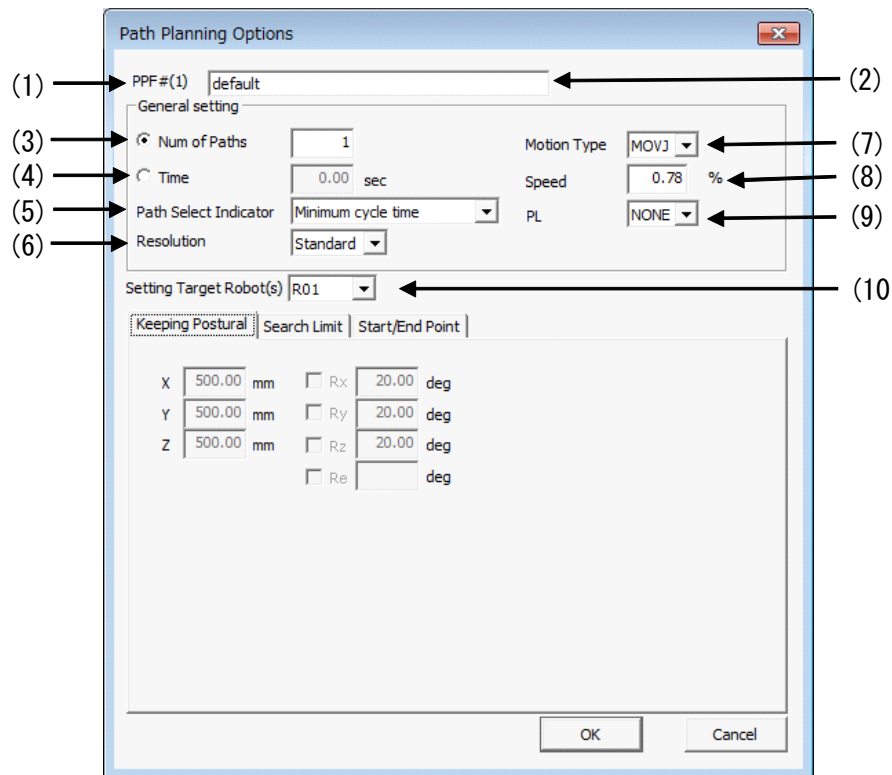 Path Planning Options
(1) PPF#(1) default (2)
General setting
(3) Num of Paths 1 Motion Type MOVJ (7)
(4) Time 0.00 sec Speed 0.78 % (8)
(5) Path Select Indicator Minimum cycle time PL NONE (9)
(6) Resolution Standard
Setting Target Robot(s) R01 (10
Keeping Postural Search Limit Start/End Point
X 500.00 mm Rx 20.00 deg
Y 500.00 mm Ry 20.00 deg
Z 500.00 mm Rz 20.00 deg
Re deg
OK Cancel